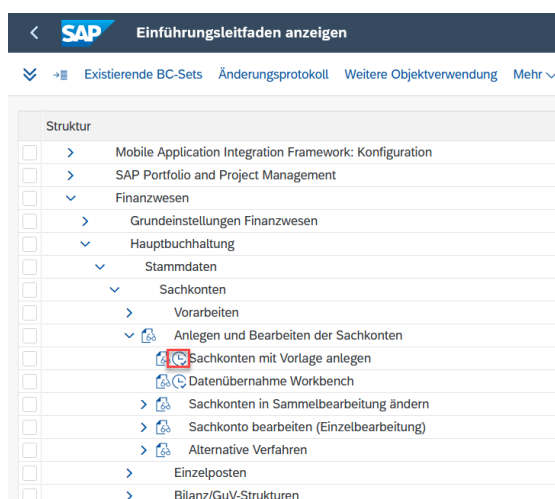 SAP Einführungsleitfaden anzeigen
Existierende BC-Sets Änderungsprotokoll Weitere Objektverwendung Mehr
Struktur
Mobile Application Integration Framework: Konfiguration
SAP Portfolio and Project Management
Finanzwesen
Grundeinstellungen Finanzwesen
Hauptbuchhaltung
Stammdaten
Sachkonten
Vorarbeiten
Anlegen und Bearbeiten der Sachkonten
Sachkonten mit Vorlage anlegen
Datenübernahme Workbench
Sachkonten in Sammelbearbeitung ändern
Sachkonto bearbeiten (Einzelbearbeitung)
Alternative Verfahren
Einzelposten
Bilanz/GuV-Strukturen